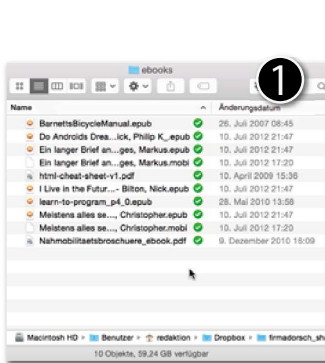 ebooks
1
Name Änderungsdatum
BarnettsBicycleManual.epub 26. Juli 2007 08:45
Do Androids Drea...ick, Philip K_.epub 10. Juli 2012 21:47
Ein langer Brief an...ges, Markus.epub 10. Juli 2012 21:47
Ein langer Brief an...ges, Markus.mobi 10. Juli 2012 17:20
html-cheat-sheet-v1.pdf 10. April 2009 15:36
I Live in the Futur...- Bilton, Nick.epub 10. Juli 2012 21:47
learn-to-program_p4_0.epub 28. Mai 2010 13:58
Meistens alles se..., Christopher.epub 10. Juli 2012 21:47
Meistens alles se..., Christopher.mobi 10. Juli 2012 17:20
Nahmobilitaetsbroschuere_ebook.pdf 9. Dezember 2010 15:09
Macintosh HD Benutzer redaktion Dropbox firmadorsch_sh
10 Objekte, 59,24 GB verfügbar